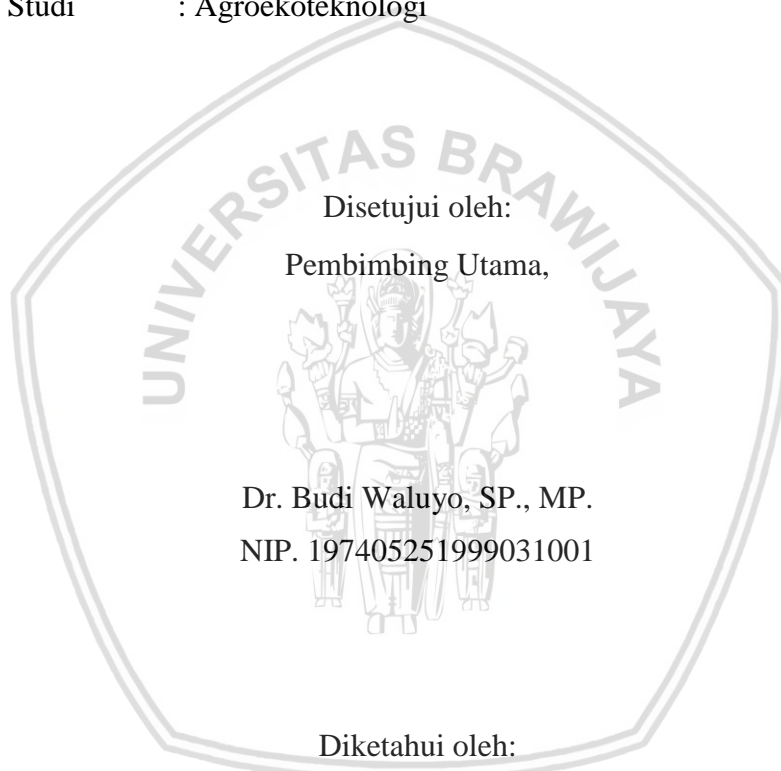 Studi : Agroekoteknologi
UNIVERSITAS BRAWIJAYA
Disetujui oleh:
Pembimbing Utama,
Dr. Budi Waluyo, SP., MP.
NIP. 197405251999031001
Diketahui oleh: